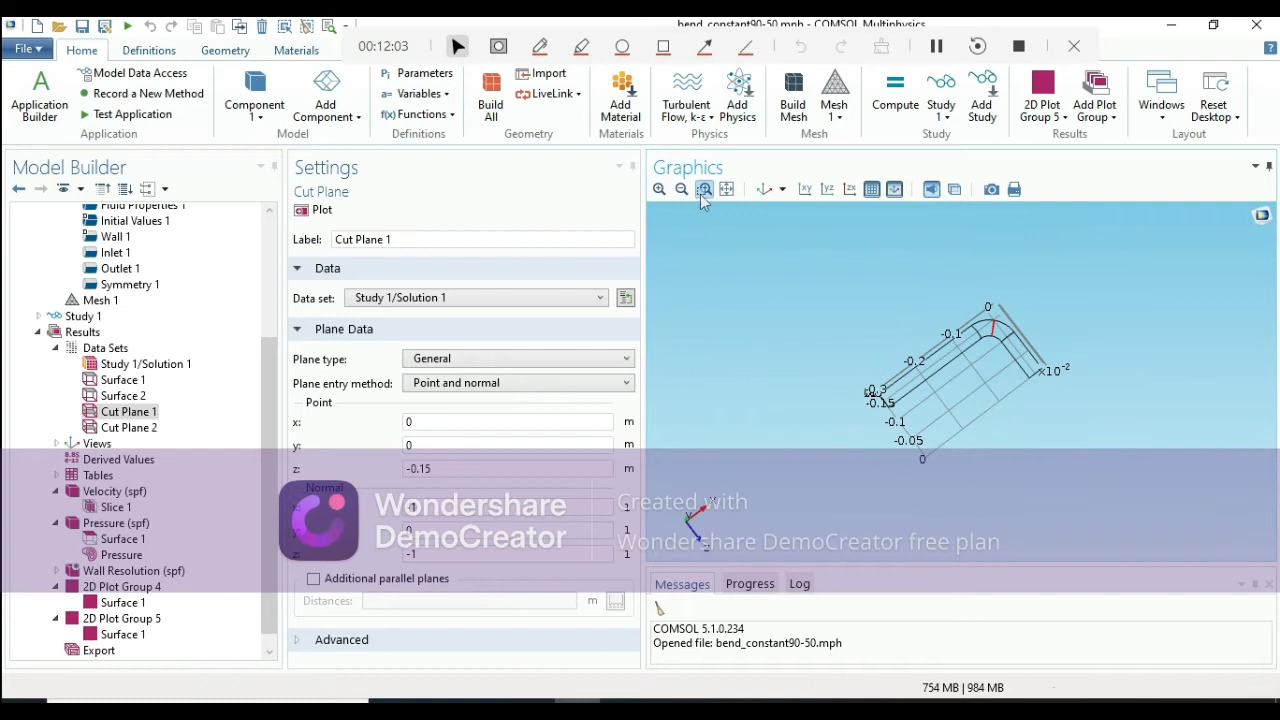 bend_constant90-50.mph - COMSOL Multiphysics
00:12:03
File
Home
Definitions
Geometry
Materials
Application Builder
Model Data Access
Record a New Method
Test Application
Application
Component 1
Add Component
Model
Parameters
a= Variables
f(x) Functions
Definitions
Build All
Import
LiveLink
Geometry
Add Material
Materials
Turbulent Flow, k-ε
Add Physics
Physics
Build Mesh
Mesh 1
Mesh
Compute
Study 1
Add Study
Study
2D Plot Group 5
Add Plot Group
Results
Windows
Reset Desktop
Layout
Model Builder
Fluid Properties 1
Initial Values 1
Wall 1
Inlet 1
Outlet 1
Symmetry 1
Mesh 1
Study 1
Results
Data Sets
Study 1/Solution 1
Surface 1
Surface 2
Cut Plane 1
Cut Plane 2
Views
8.85 e-12 Derived Values
Tables
Velocity (spf)
Slice 1
Pressure (spf)
Surface 1
Pressure
Wall Resolution (spf)
2D Plot Group 4
Surface 1
2D Plot Group 5
Surface 1
Export
Settings
Cut Plane
Plot
Label: Cut Plane 1
Data
Data set: Study 1/Solution 1
Plane Data
Plane type: General
Plane entry method: Point and normal
Point
x: 0 m
y: 0 m
z: -0.15 m
Normal
Additional parallel planes
Distances: m
Advanced
Graphics
xy yz zx
0
-0.1
-0.2
-0.3
-0.15
-0.1
-0.05
0
×10⁻²
y
z
Wondershare DemoCreator
Created with
Wondershare DemoCreator free plan
Messages
Progress
Log
COMSOL 5.1.0.234
Opened file: bend_constant90-50.mph
754 MB | 984 MB